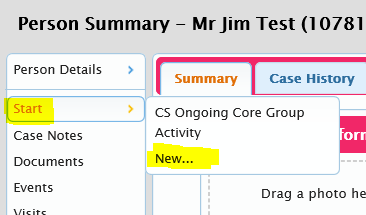 Person Summary - Mr Jim Test (10781
Person Details
Start
Case Notes
Documents
Events
Visits
Summary
Case History
CS Ongoing Core Group
Activity
New...
form
Drag a photo he